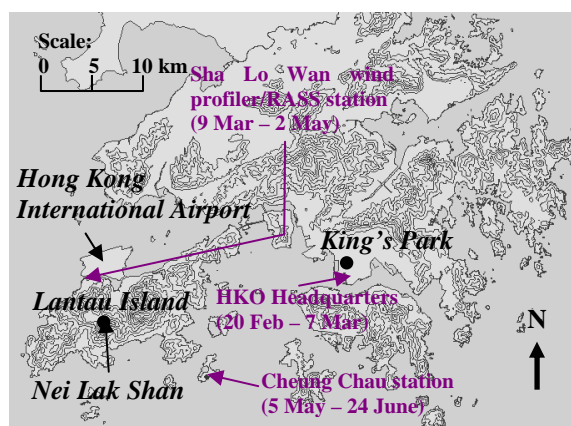 Scale:
0 5 10 km
Sha Lo Wan wind
profiler/RASS station
(9 Mar – 2 May)
Hong Kong
International Airport
King's Park
Lantau Island
HKO Headquarters
(20 Feb – 7 Mar)
N
Nei Lak Shan
Cheung Chau station
(5 May – 24 June)